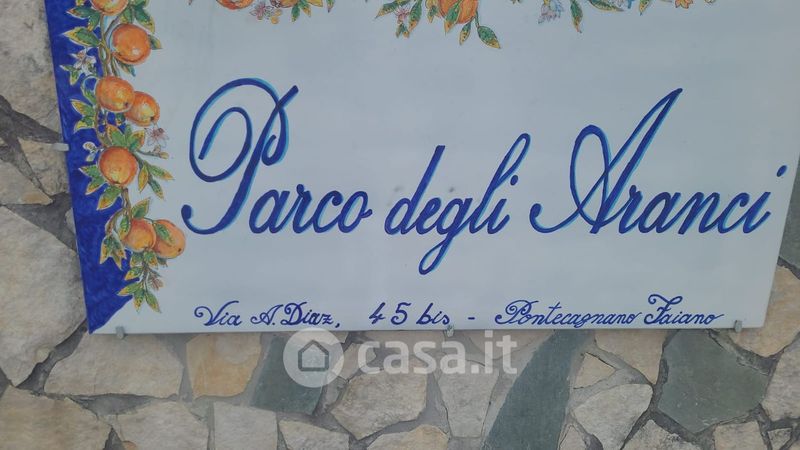 Parco degli Aranci
Via A. Diaz, 45 bis - Pontecagnano Faiano
casa.it